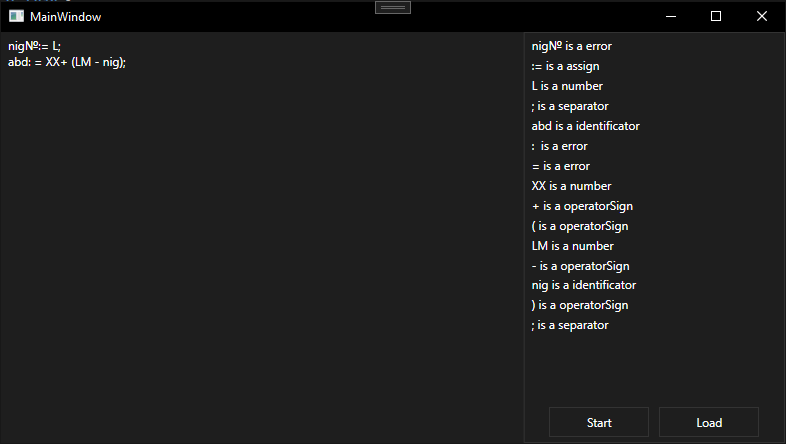 MainWindow
nig№:= L;
abd: = XX+ (LM - nig);
nig№ is a error
:= is a assign
L is a number
; is a separator
abd is a identificator
:  is a error
= is a error
XX is a number
+ is a operatorSign
( is a operatorSign
LM is a number
- is a operatorSign
nig is a identificator
) is a operatorSign
; is a separator
Start
Load